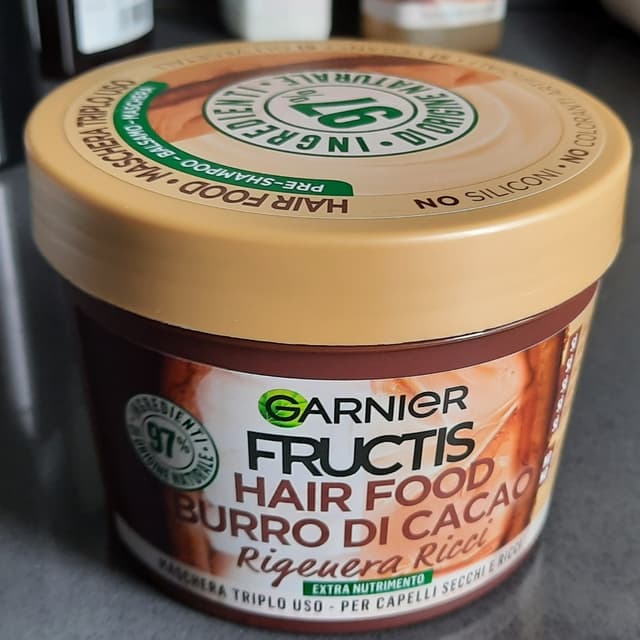 INGREDIENTI DI ORIGINE NATURALE
97%
PRE-SHAMPOO - BALSAMO - MASCHERA
HAIR FOOD • MASCHERA TRIPLO USO
NO SILICONI • NO COLORANTI ARTIFICIALI
INGREDIENTI
97%
ORIGINE NATURALE
GARNIER
FRUCTIS
HAIR FOOD
BURRO DI CACAO
Rigenera Ricci
EXTRA NUTRIMENTO
MASCHERA TRIPLO USO - PER CAPELLI SECCHI E RICCI